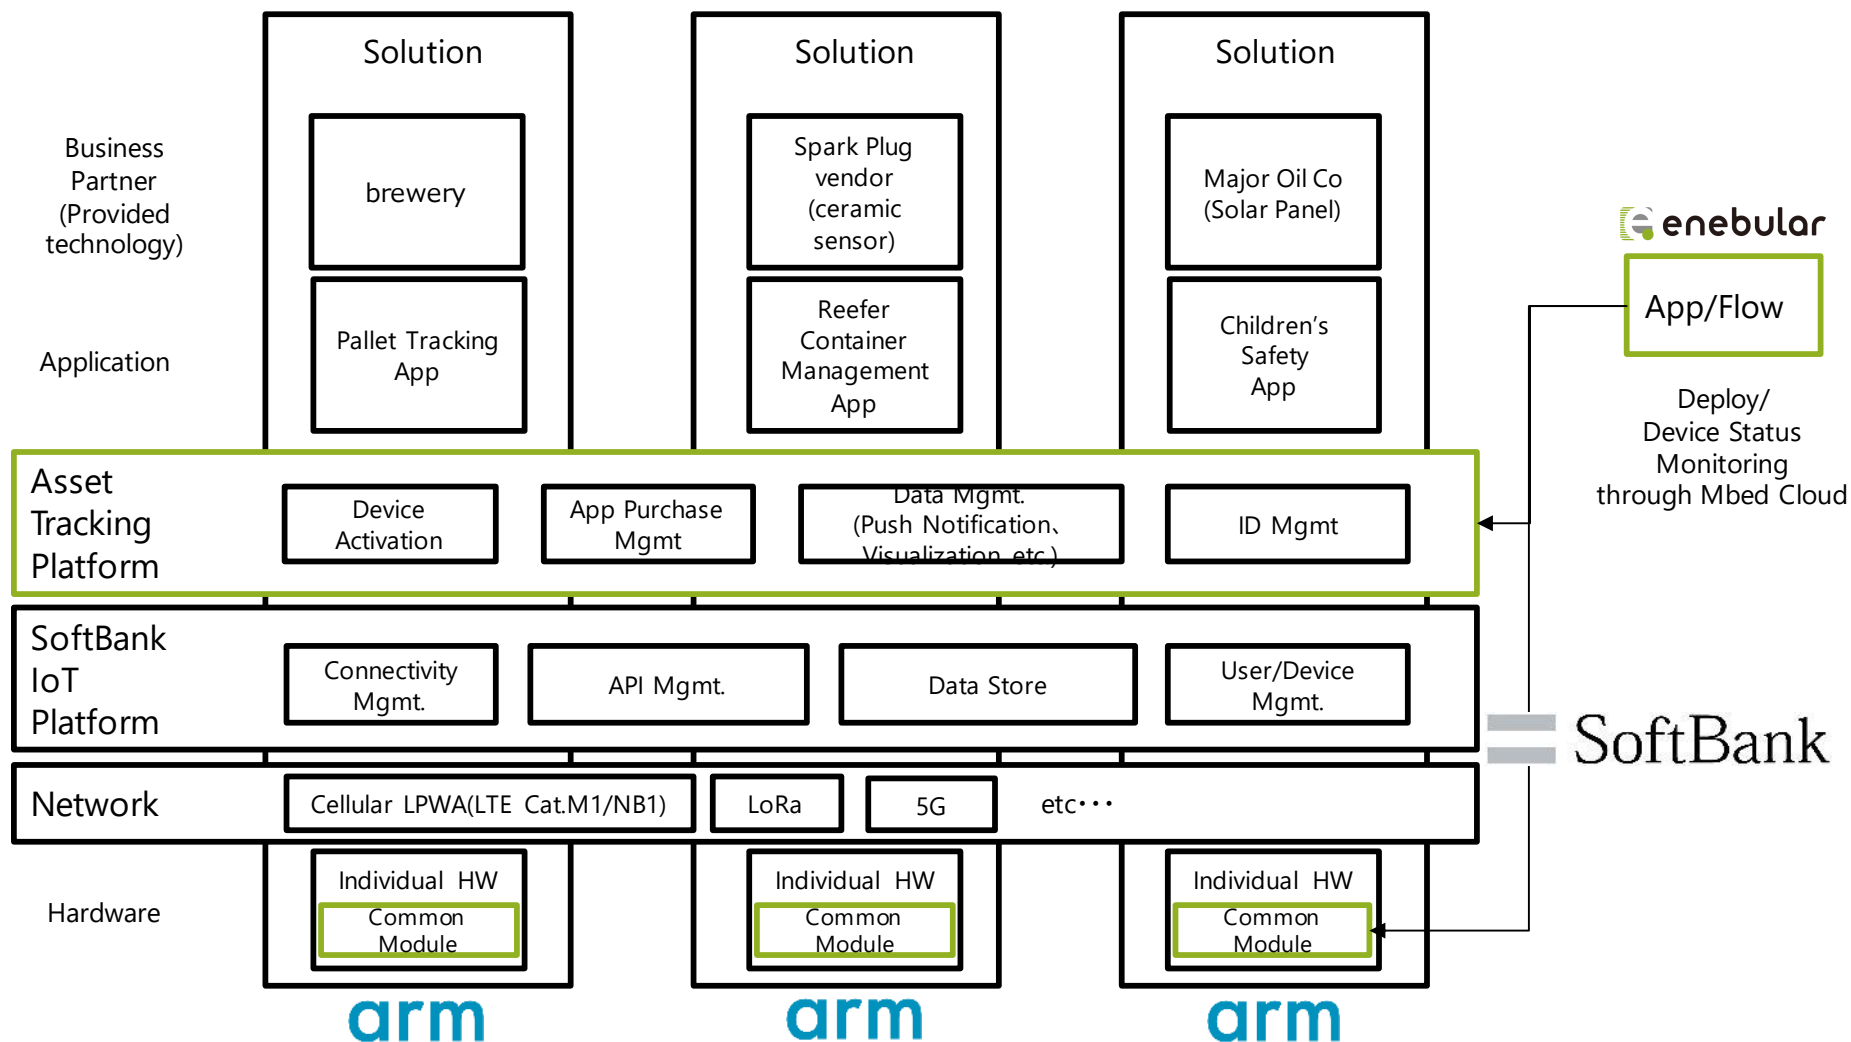 Solution
Solution
Solution
Business
Partner
(Provided
technology)
brewery
Spark Plug
vendor
(ceramic
sensor)
Major Oil Co
(Solar Panel)
enebular
App/Flow
Deploy/
Device Status
Monitoring
through Mbed Cloud
Application
Pallet Tracking
App
Reefer
Container
Management
App
Children’s
Safety
App
Asset
Tracking
Platform
Device
Activation
App Purchase
Mgmt
Data Mgmt.
(Push Notification、
Visualization etc.)
ID Mgmt
SoftBank
IoT
Platform
Connectivity
Mgmt.
API Mgmt.
Data Store
User/Device
Mgmt.
SoftBank
Network
Cellular LPWA(LTE Cat.M1/NB1)
LoRa
5G
etc･･･
Hardware
Individual HW
Common
Module
Individual HW
Common
Module
Individual HW
Common
Module
arm
arm
arm